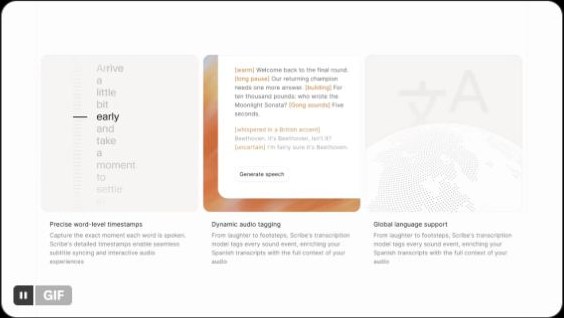 Arrive
a
little
bit
early
and
take
a
moment
to
settle
[warm] Welcome back to the final round.
[long pause] Our returning champion
needs one more answer. [building] For
ten thousand pounds: who wrote the
Moonlight Sonata? [Gong sounds] Five
seconds.
[whispered in a British accent]
Beethoven. It's Beethoven, isn't it?
[uncertain] I'm fairly sure it's Beethoven.
Generate speech
文A
Precise word-level timestamps
Capture the exact moment each word is spoken.
Scribe's detailed timestamps enable seamless
subtitle syncing and interactive audio
experiences
Dynamic audio tagging
From laughter to footsteps, Scribe's transcription
model tags every sound event, enriching your
Spanish transcripts with the full context of your
audio
Global language support
From laughter to footsteps, Scribe's transcription
model tags every sound event, enriching your
Spanish transcripts with the full context of your
audio
GIF